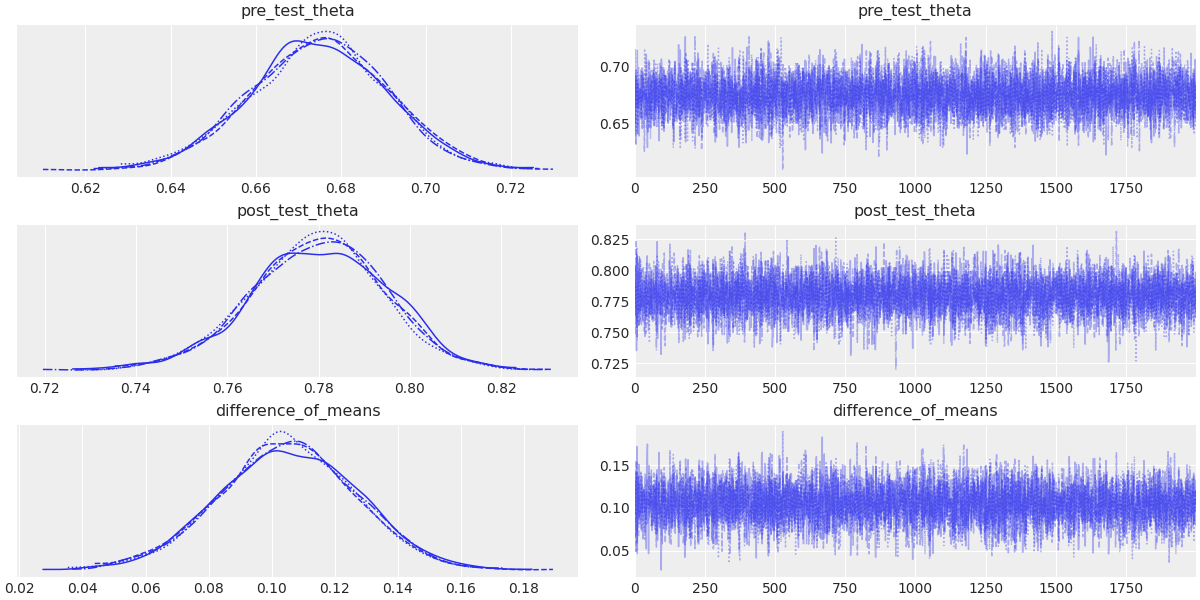 pre_test_theta
0.62 0.64 0.66 0.68 0.70 0.72
pre_test_theta
0.70
0.65
0 250 500 750 1000 1250 1500 1750
post_test_theta
0.72 0.74 0.76 0.78 0.80 0.82
post_test_theta
0.825
0.800
0.775
0.750
0.725
0 250 500 750 1000 1250 1500 1750
difference_of_means
0.02 0.04 0.06 0.08 0.10 0.12 0.14 0.16 0.18
difference_of_means
0.15
0.10
0.05
0 250 500 750 1000 1250 1500 1750